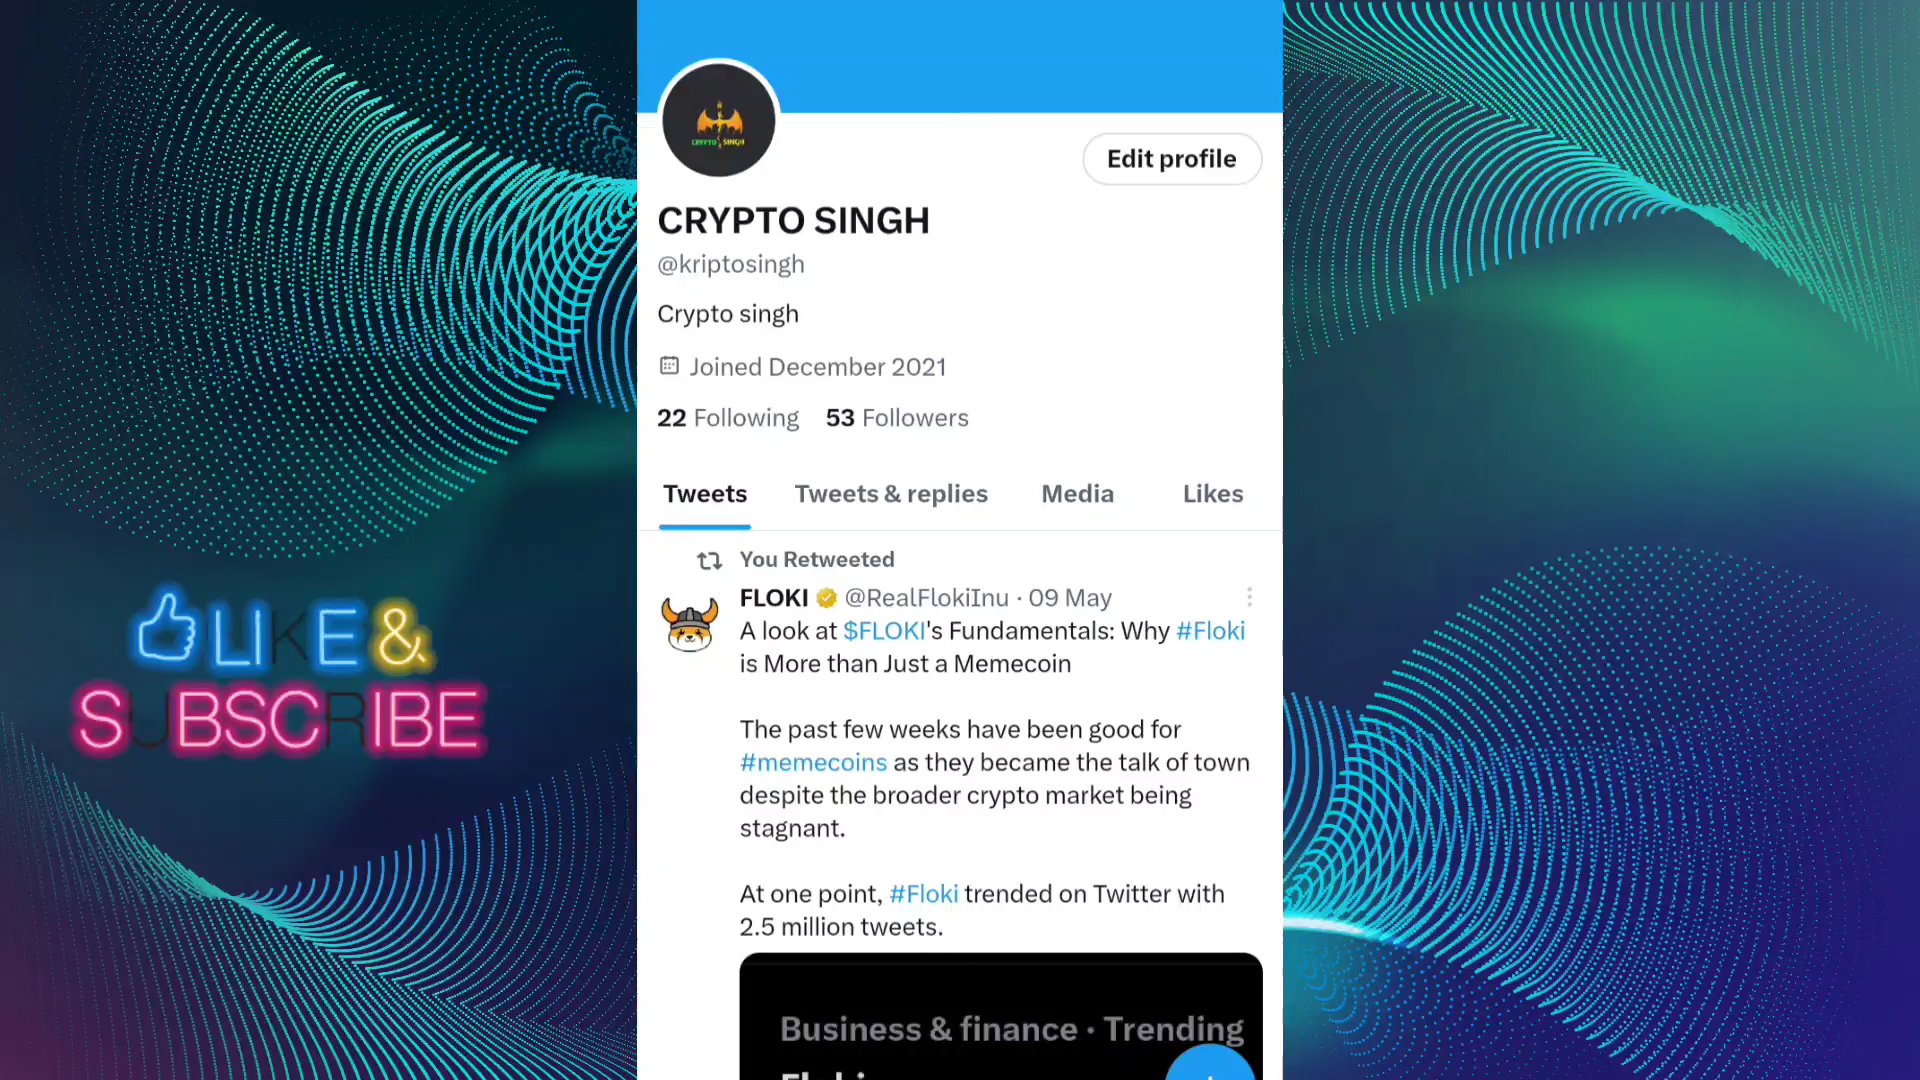 CRYPTO SINGH
Edit profile
CRYPTO SINGH
@kriptosingh
Crypto singh
Joined December 2021
22 Following 53 Followers
Tweets Tweets & replies Media Likes
You Retweeted
FLOKI @RealFlokiInu · 09 May
A look at $FLOKI's Fundamentals: Why #Floki
is More than Just a Memecoin
The past few weeks have been good for
#memecoins as they became the talk of town
despite the broader crypto market being
stagnant.
At one point, #Floki trended on Twitter with
2.5 million tweets.
Business & finance · Trending
LIKE &
SUBSCRIBE